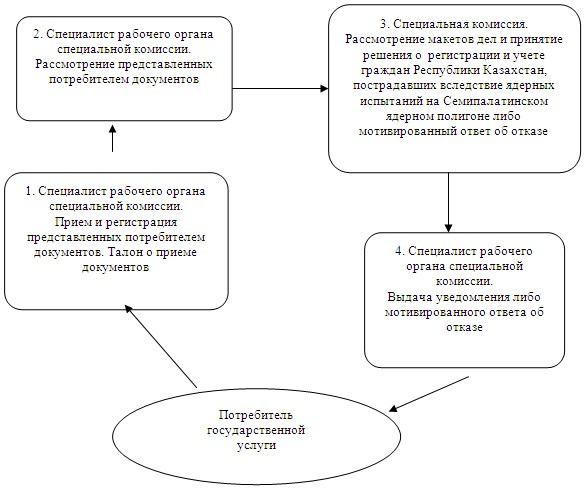 2. Специалист рабочего органа
специальной комиссии.
Рассмотрение представленных
потребителем документов
3. Специальная комиссия.
Рассмотрение макетов дел и принятие
решения о регистрации и учете
граждан Республики Казахстан,
пострадавших вследствие ядерных
испытаний на Семипалатинском
ядерном полигоне либо
мотивированный ответ об отказе
1. Специалист рабочего органа
специальной комиссии.
Прием и регистрация
представленных потребителем
документов. Талон о приеме
документов
4. Специалист рабочего
органа специальной
комиссии.
Выдача уведомления либо
мотивированного ответа об
отказе
Потребитель
государственной
услуги